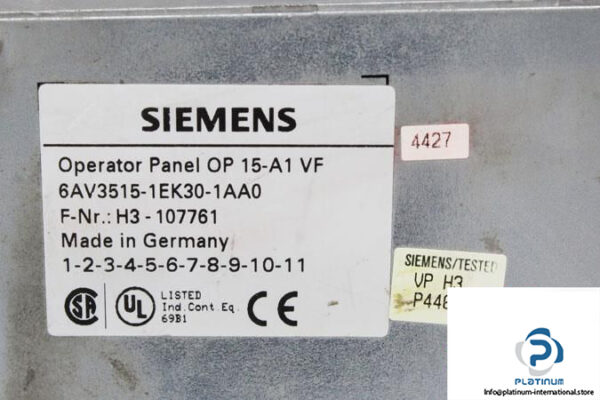 SIEMENS
Operator Panel OP 15-A1 VF
6AV3515-1EK30-1AA0
F-Nr.: H3 - 107761
Made in Germany
1-2-3-4-5-6-7-8-9-10-11
SA
UL
LISTED
Ind.Cont.Eq.
69B1
CE
4427
SIEMENS/TESTED
VP H3
PLATINUM
Info@platinum-international.store